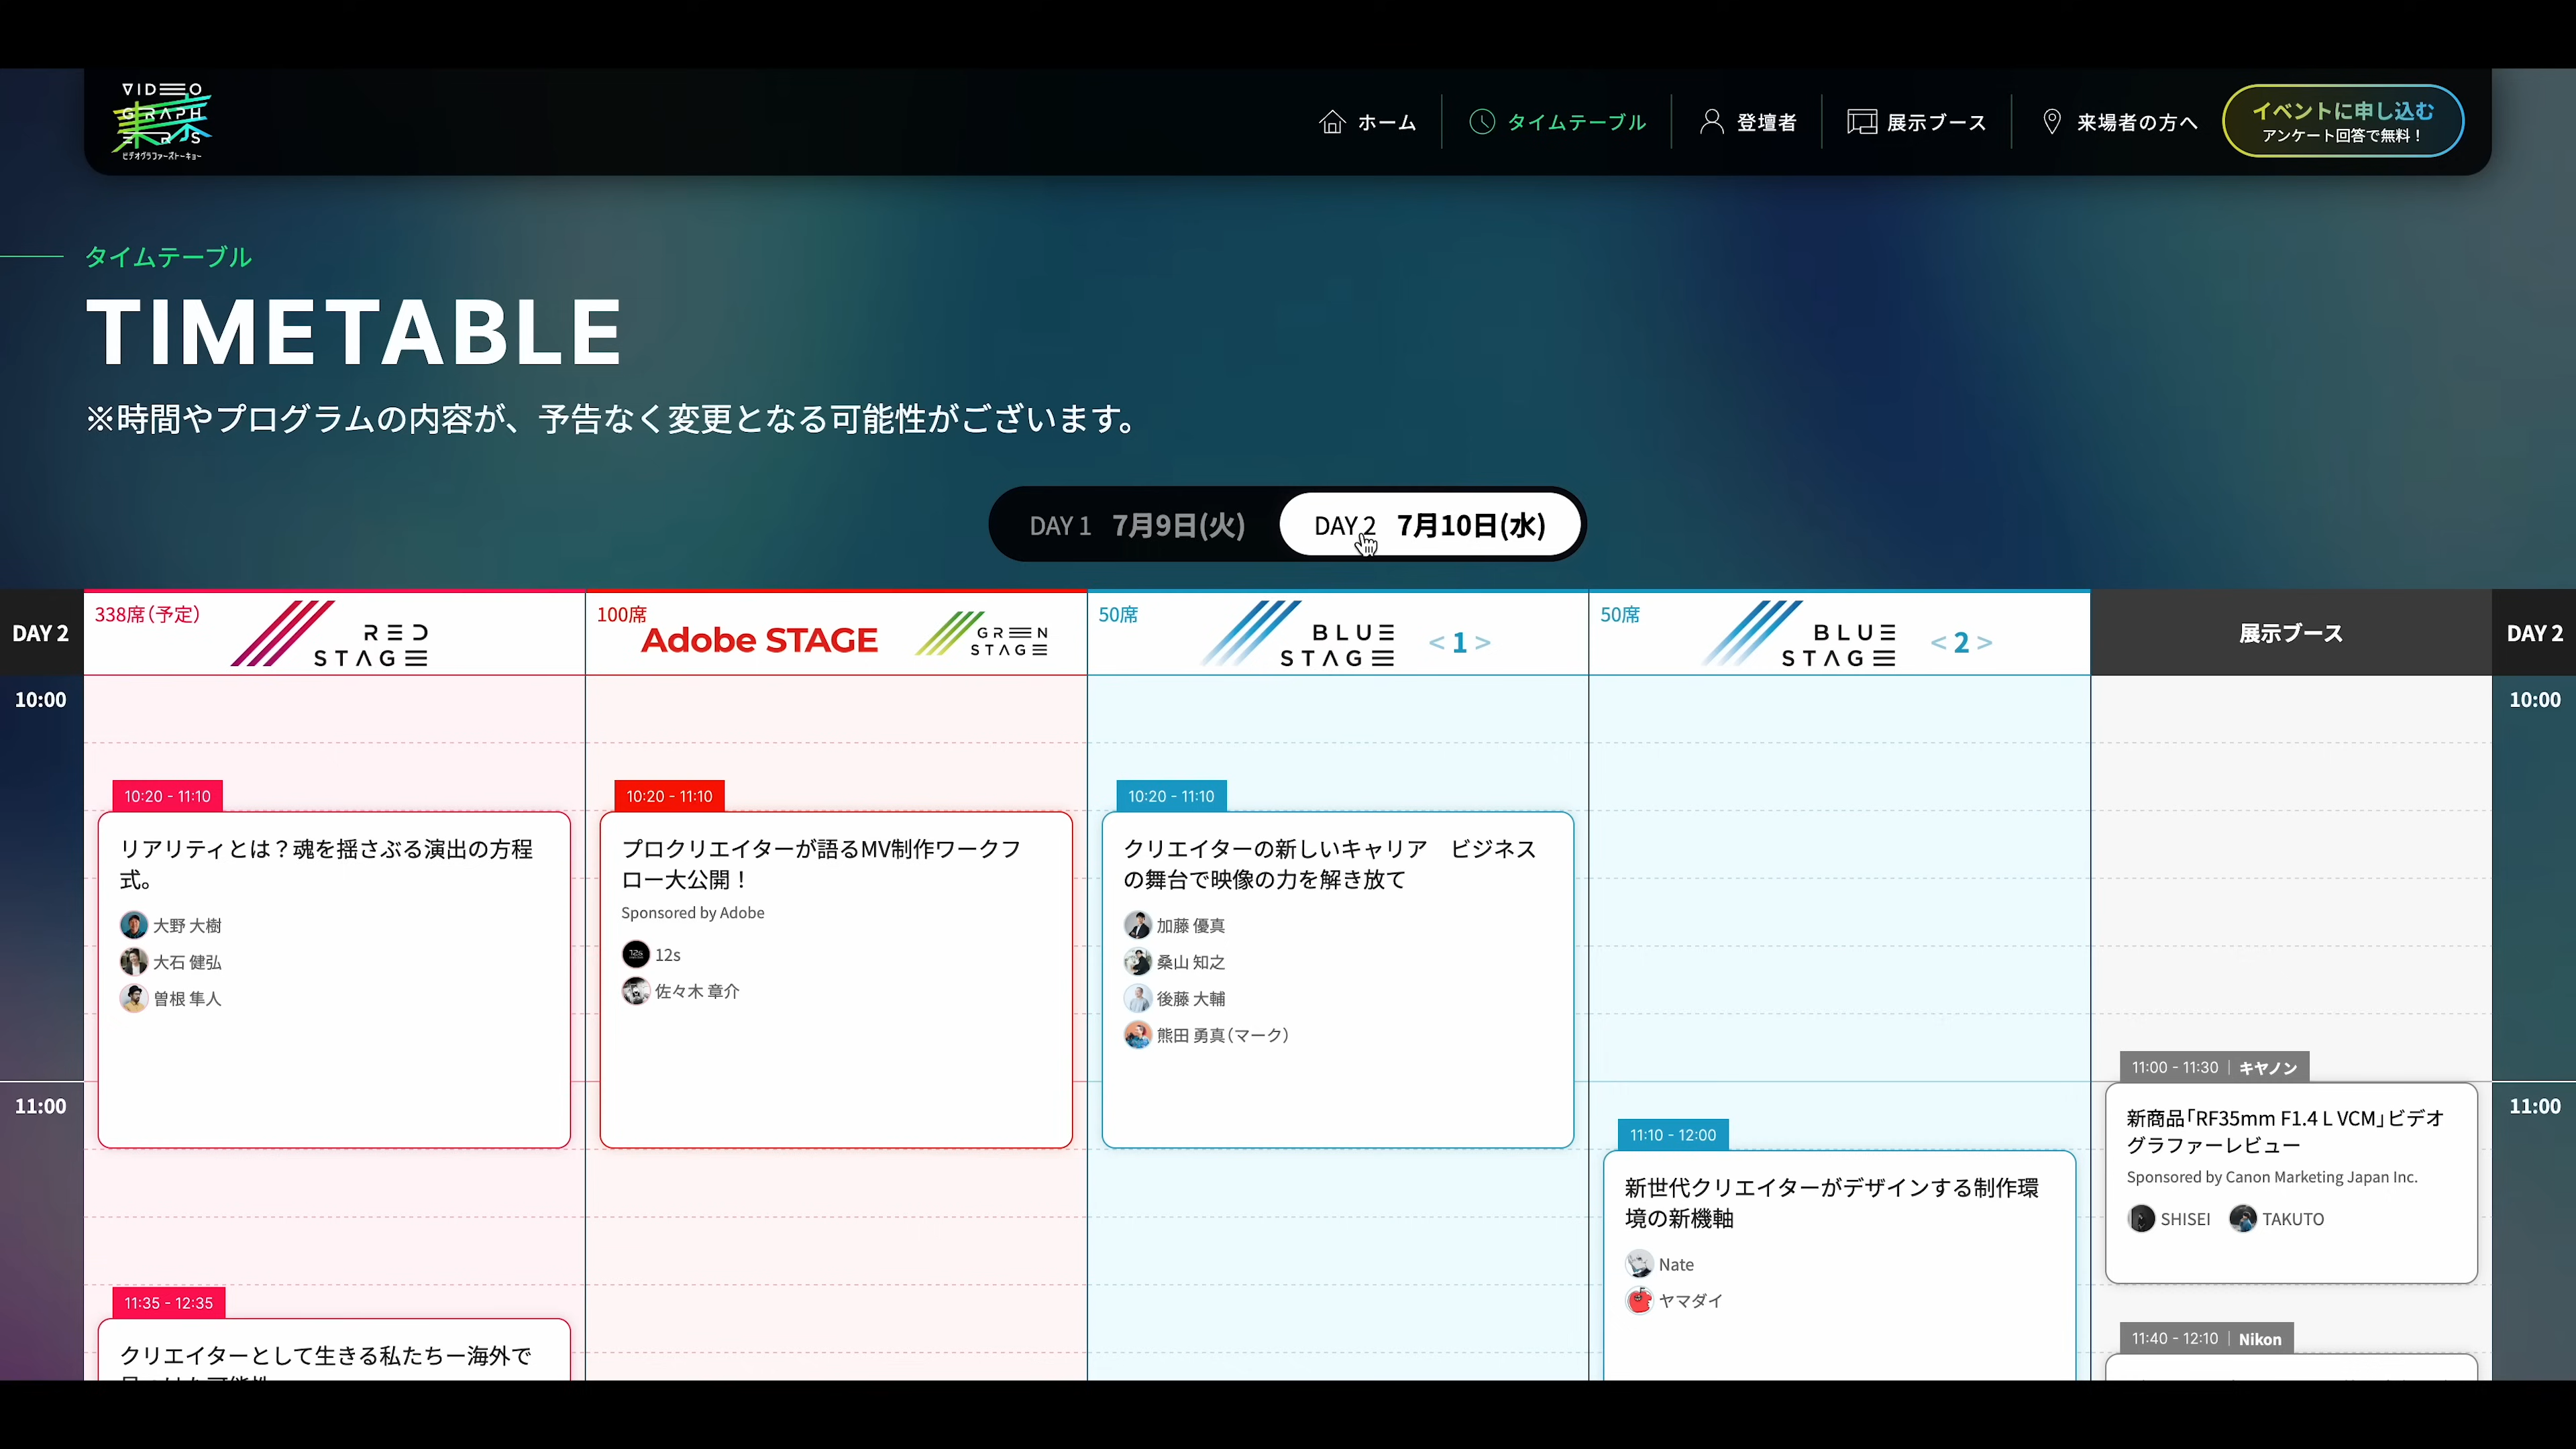 VIDEO
GRAPH
ERS
東京
ビデオグラファーズトーキョー
ホーム
タイムテーブル
登壇者
展示ブース
来場者の方へ
イベントに申し込む
アンケート回答で無料！
タイムテーブル
TIMETABLE
※時間やプログラムの内容が、予告なく変更となる可能性がございます。
DAY 1 7月9日(火)
DAY 2 7月10日(水)
DAY 2
338席（予定）
RED
STAGE
100席
Adobe STAGE
GREEN
STAGE
50席
BLUE
STAGE
< 1 >
50席
BLUE
STAGE
< 2 >
展示ブース
DAY 2
10:00
10:00
10:20 - 11:10
リアリティとは？魂を揺さぶる演出の方程
式。
大野 大樹
大石 健弘
曽根 隼人
10:20 - 11:10
プロクリエイターが語るMV制作ワークフ
ロー大公開！
Sponsored by Adobe
12s
佐々木 章介
10:20 - 11:10
クリエイターの新しいキャリア　ビジネス
の舞台で映像の力を解き放て
加藤 優真
桑山 知之
後藤 大輔
熊田 勇真（マーク）
11:00
11:00
11:10 - 12:00
新世代クリエイターがデザインする制作環
境の新機軸
Nate
ヤマダイ
11:00 - 11:30 | キヤノン
新商品「RF35mm F1.4 L VCM」ビデオ
グラファーレビュー
Sponsored by Canon Marketing Japan Inc.
SHISEI TAKUTO
11:35 - 12:35
クリエイターとして生きる私たちー海外で
11:40 - 12:10 | Nikon